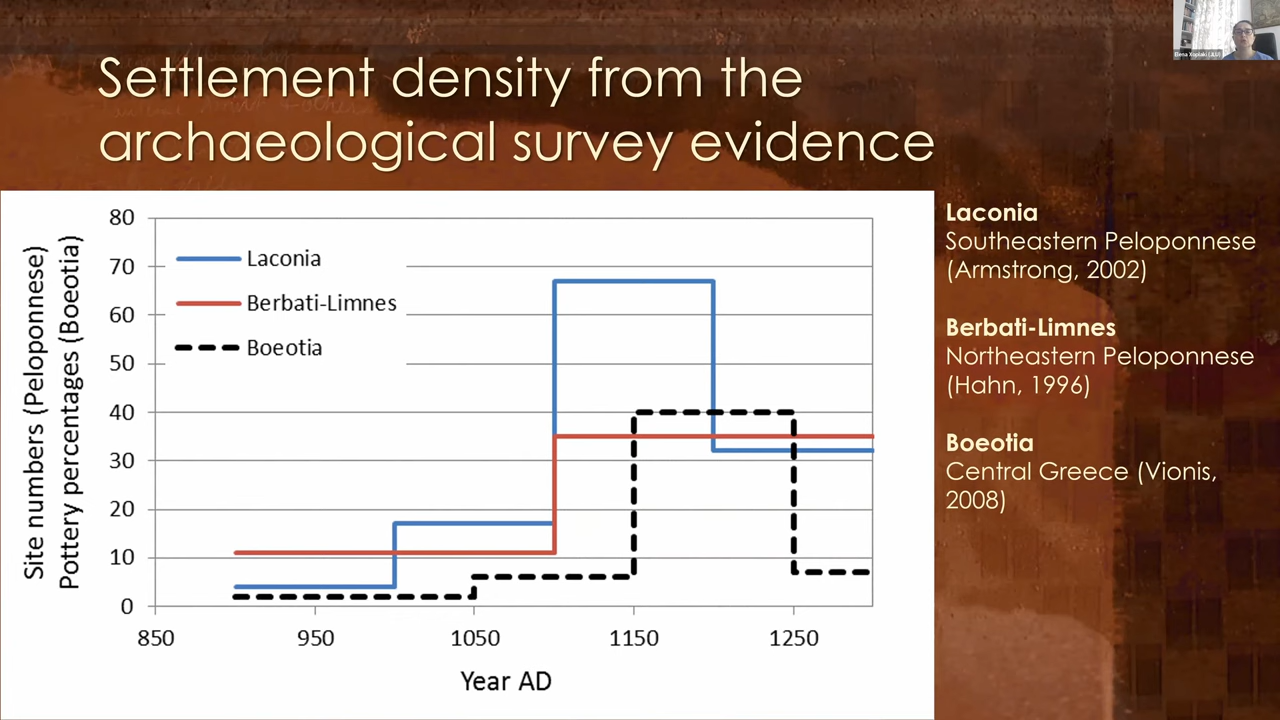 Settlement density from the
archaeological survey evidence
Site numbers (Peloponnese)
Pottery percentages (Boeotia)
80
70
60
50
40
30
20
10
0
Laconia
Berbati-Limnes
Boeotia
850
950
1050
1150
1250
Year AD
Laconia
Southeastern Peloponnese
(Armstrong, 2002)
Berbati-Limnes
Northeastern Peloponnese
(Hahn, 1996)
Boeotia
Central Greece (Vionis,
2008)
Elena Xoplaki